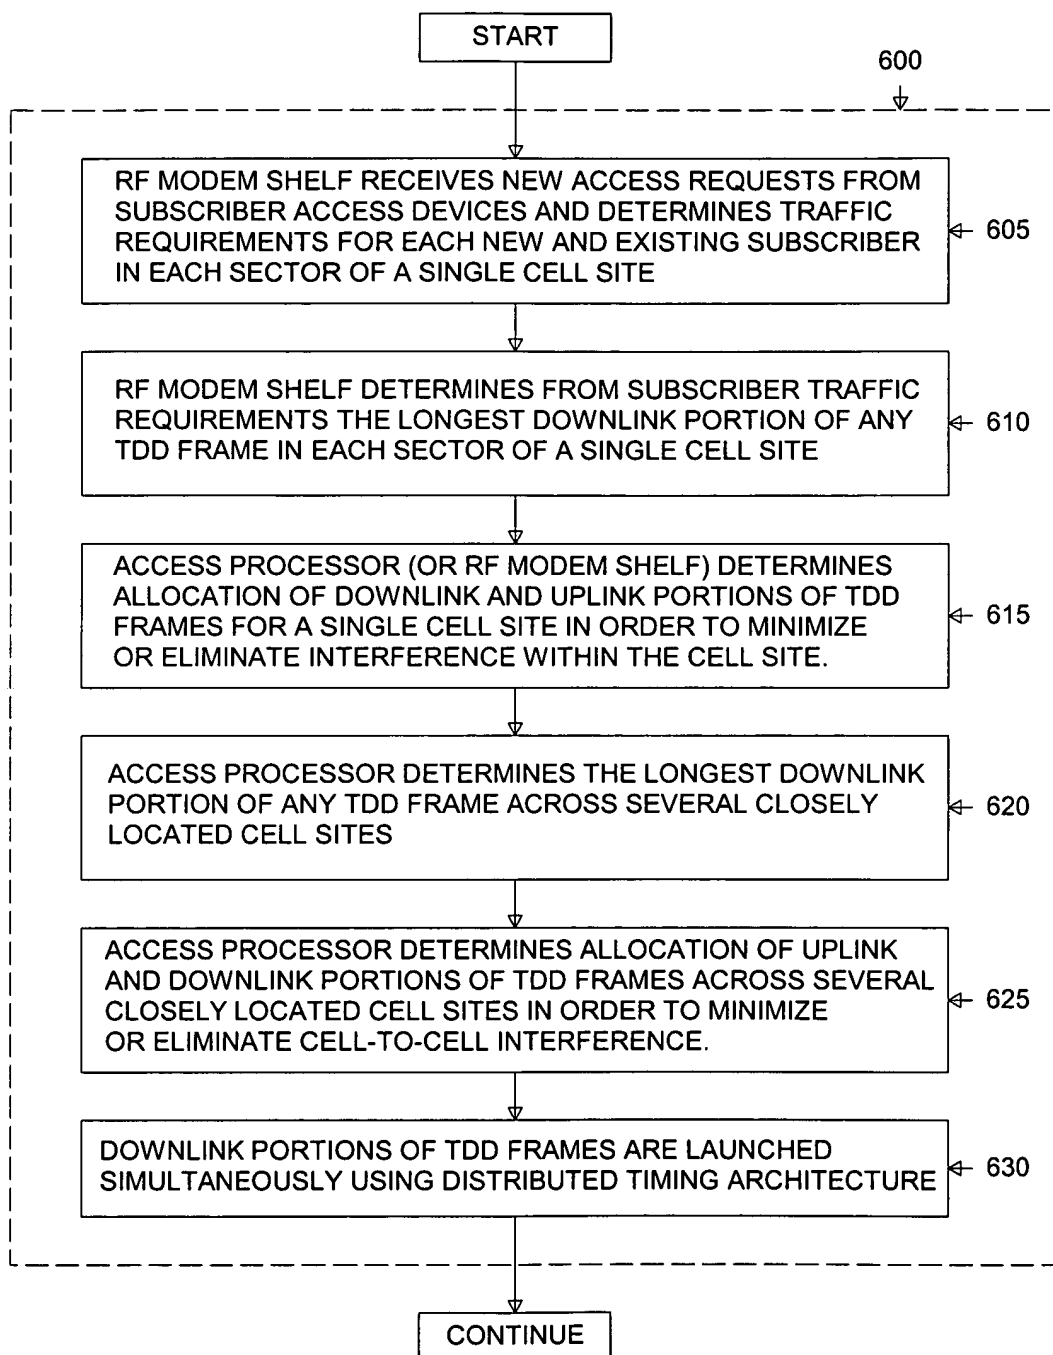 START
600
RF MODEM SHELF RECEIVES NEW ACCESS REQUESTS FROM
SUBSCRIBER ACCESS DEVICES AND DETERMINES TRAFFIC
REQUIREMENTS FOR EACH NEW AND EXISTING SUBSCRIBER
IN EACH SECTOR OF A SINGLE CELL SITE
605
RF MODEM SHELF DETERMINES FROM SUBSCRIBER TRAFFIC
REQUIREMENTS THE LONGEST DOWNLINK PORTION OF ANY
TDD FRAME IN EACH SECTOR OF A SINGLE CELL SITE
610
ACCESS PROCESSOR (OR RF MODEM SHELF) DETERMINES
ALLOCATION OF DOWNLINK AND UPLINK PORTIONS OF TDD
FRAMES FOR A SINGLE CELL SITE IN ORDER TO MINIMIZE
OR ELIMINATE INTERFERENCE WITHIN THE CELL SITE.
615
ACCESS PROCESSOR DETERMINES THE LONGEST DOWNLINK
PORTION OF ANY TDD FRAME ACROSS SEVERAL CLOSELY
LOCATED CELL SITES
620
ACCESS PROCESSOR DETERMINES ALLOCATION OF UPLINK
AND DOWNLINK PORTIONS OF TDD FRAMES ACROSS SEVERAL
CLOSELY LOCATED CELL SITES IN ORDER TO MINIMIZE
OR ELIMINATE CELL-TO-CELL INTERFERENCE.
625
DOWNLINK PORTIONS OF TDD FRAMES ARE LAUNCHED
SIMULTANEOUSLY USING DISTRIBUTED TIMING ARCHITECTURE
630
CONTINUE